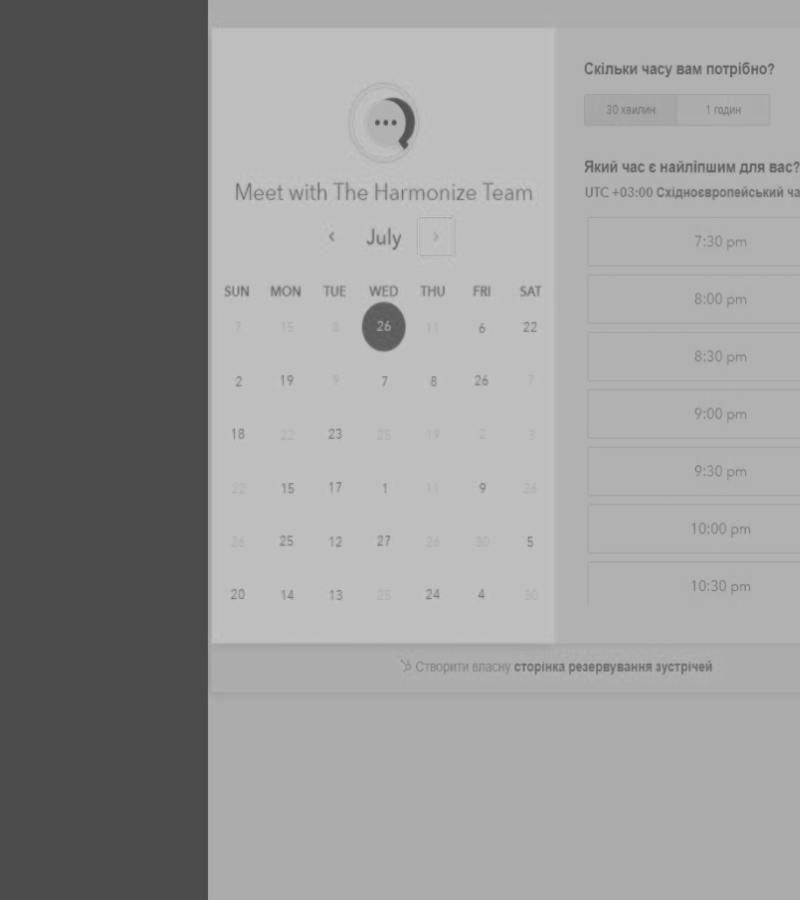 Meet with The Harmonize Team
July
SUN MON TUE WED THU FRI SAT
7 15 8 26 11 6 22
2 19 9 7 8 26 7
18 22 23 25 19 2 3
22 15 17 1 11 9 26
26 25 12 27 26 30 5
20 14 13 25 24 4 30
Скільки часу вам потрібно?
30 хвилин 1 годин
Який час є найліпшим для вас?
UTC +03:00 Східноєвропейський ча
7:30 pm
8:00 pm
8:30 pm
9:00 pm
9:30 pm
10:00 pm
10:30 pm
Створити власну сторінка резервування зустрічей